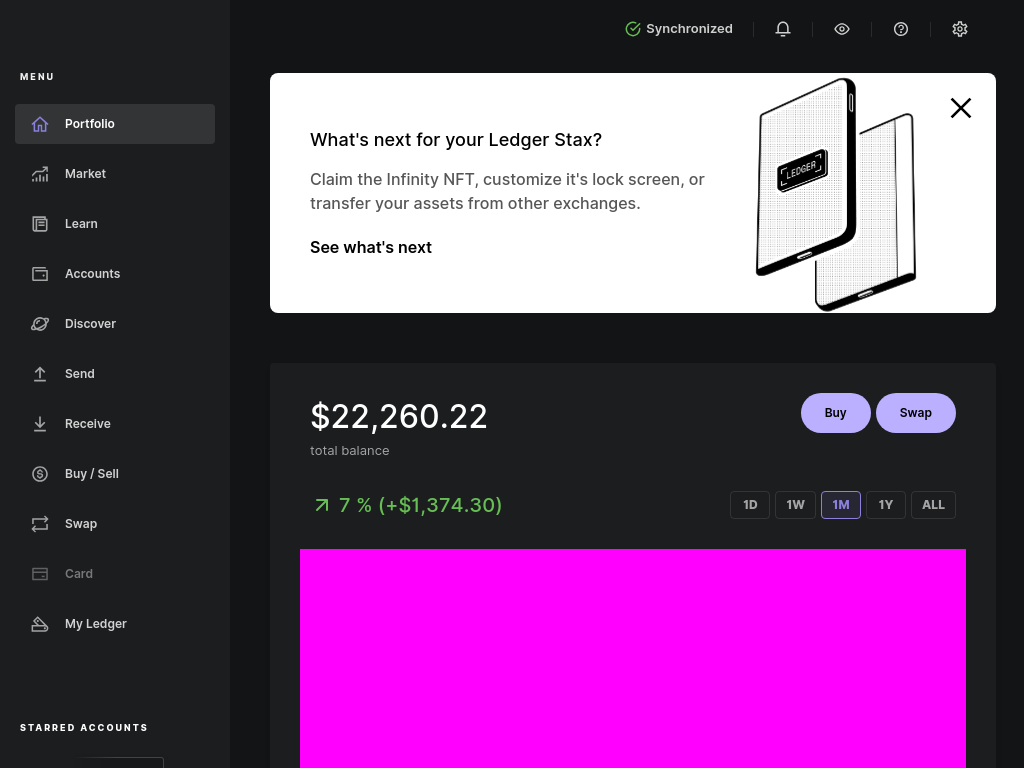 Synchronized
MENU
Portfolio
Market
Learn
Accounts
Discover
Send
Receive
Buy / Sell
Swap
Card
My Ledger
STARRED ACCOUNTS
What's next for your Ledger Stax?
Claim the Infinity NFT, customize it's lock screen, or
transfer your assets from other exchanges.
See what's next
LEDGER
$22,260.22
total balance
Buy
Swap
7 % (+$1,374.30)
1D
1W
1M
1Y
ALL